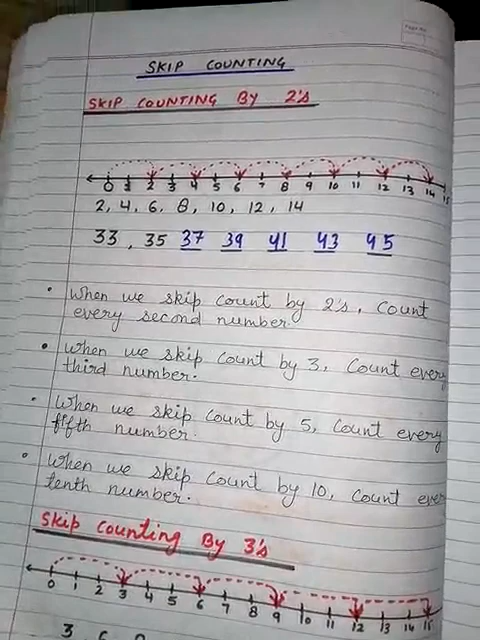 Page No.
SKIP COUNTING
SKIP COUNTING BY 2's
0 1 2 3 4 5 6 7 8 9 10 11 12 13 14 15
2, 4, 6, 8, 10, 12, 14
33, 35 37 39 41 43 45
• When we skip count by 2's, Count
every second number.
• When we skip count by 3, Count every
third number.
• When we skip count by 5, Count every
fifth number.
• When we skip count by 10, Count ever
tenth number.
Skip Counting By 3's
0 1 2 3 4 5 6 7 8 9 10 11 12 13 14 15
3